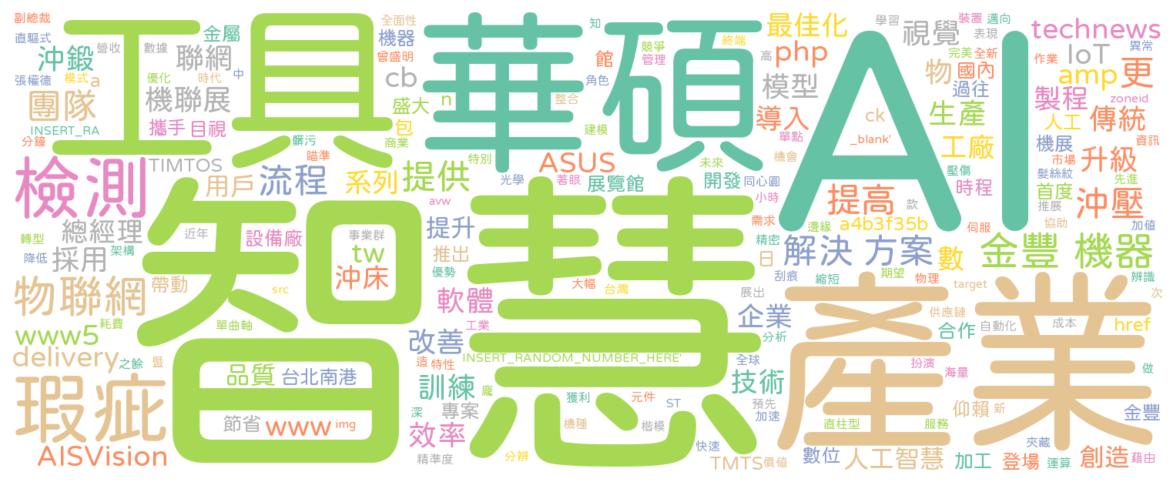 副總裁
營收
全面性
直驅式
數據
沖鍛
聯網
金屬
機器
曾盛明
張權德
模式
優化
時代
a
中
團隊
機聯展
cb
盛大
n
INSERT_RA
攜手
目視
包
分鐘
髒污
瞄準
商業
工具
華碩
AI
知
競爭
管理
終端
高
館
角色
整合
建模
特別
未來
最佳化
php
模型
導入
單點
機會
視覺
物
學習
裝置
表現
邁向
完美
全新
國內
過往
ck
_blank'
生產
工廠
technews
IoT
異常
作業
amp
更
製程
zoneid
人工
傳統
機展
市場
資訊
升級
髮絲紋
先進
壓傷
首度
時程
沖壓
推展
加值
協助
檢測
TIMTOS
用戶
流程
系列
提供
ASUS
光學
著眼
展覽館
開發
同心圓
小時
款
提高
需求
邊緣
a4b3f35b
伺服
總經理
轉型
架構
近年
設備廠
事業群
avw
提升
精密
解決 方案
數
金豐 機器
降低
採用
tw
優勢
推出
日
物聯網
帶動
src
沖床
軟體
大幅
台灣
刮痕
縮短
期望
物理
target
辨識
展出
次
智慧
產業
www5
耗費
單曲軸
工業
企業
供應鏈
合作
自動化
成本
href
delivery
之餘
暨
改善
INSERT_RANDOM_NUMBER_HERE'
分析
瑕疵
品質
台北南港
造
特性
訓練
廠
全球
技術
扮演
海量
做
節省
www
img
深
專案
獲利
元件
ST
預先
加速
仰賴
新
金豐
效率
機種
楷模
直柱型
服務
夾藏
AISVision
精準度
分辨
快速
TMTS
價值
數位
人工智慧
加工
登場
運算
創造
藉由